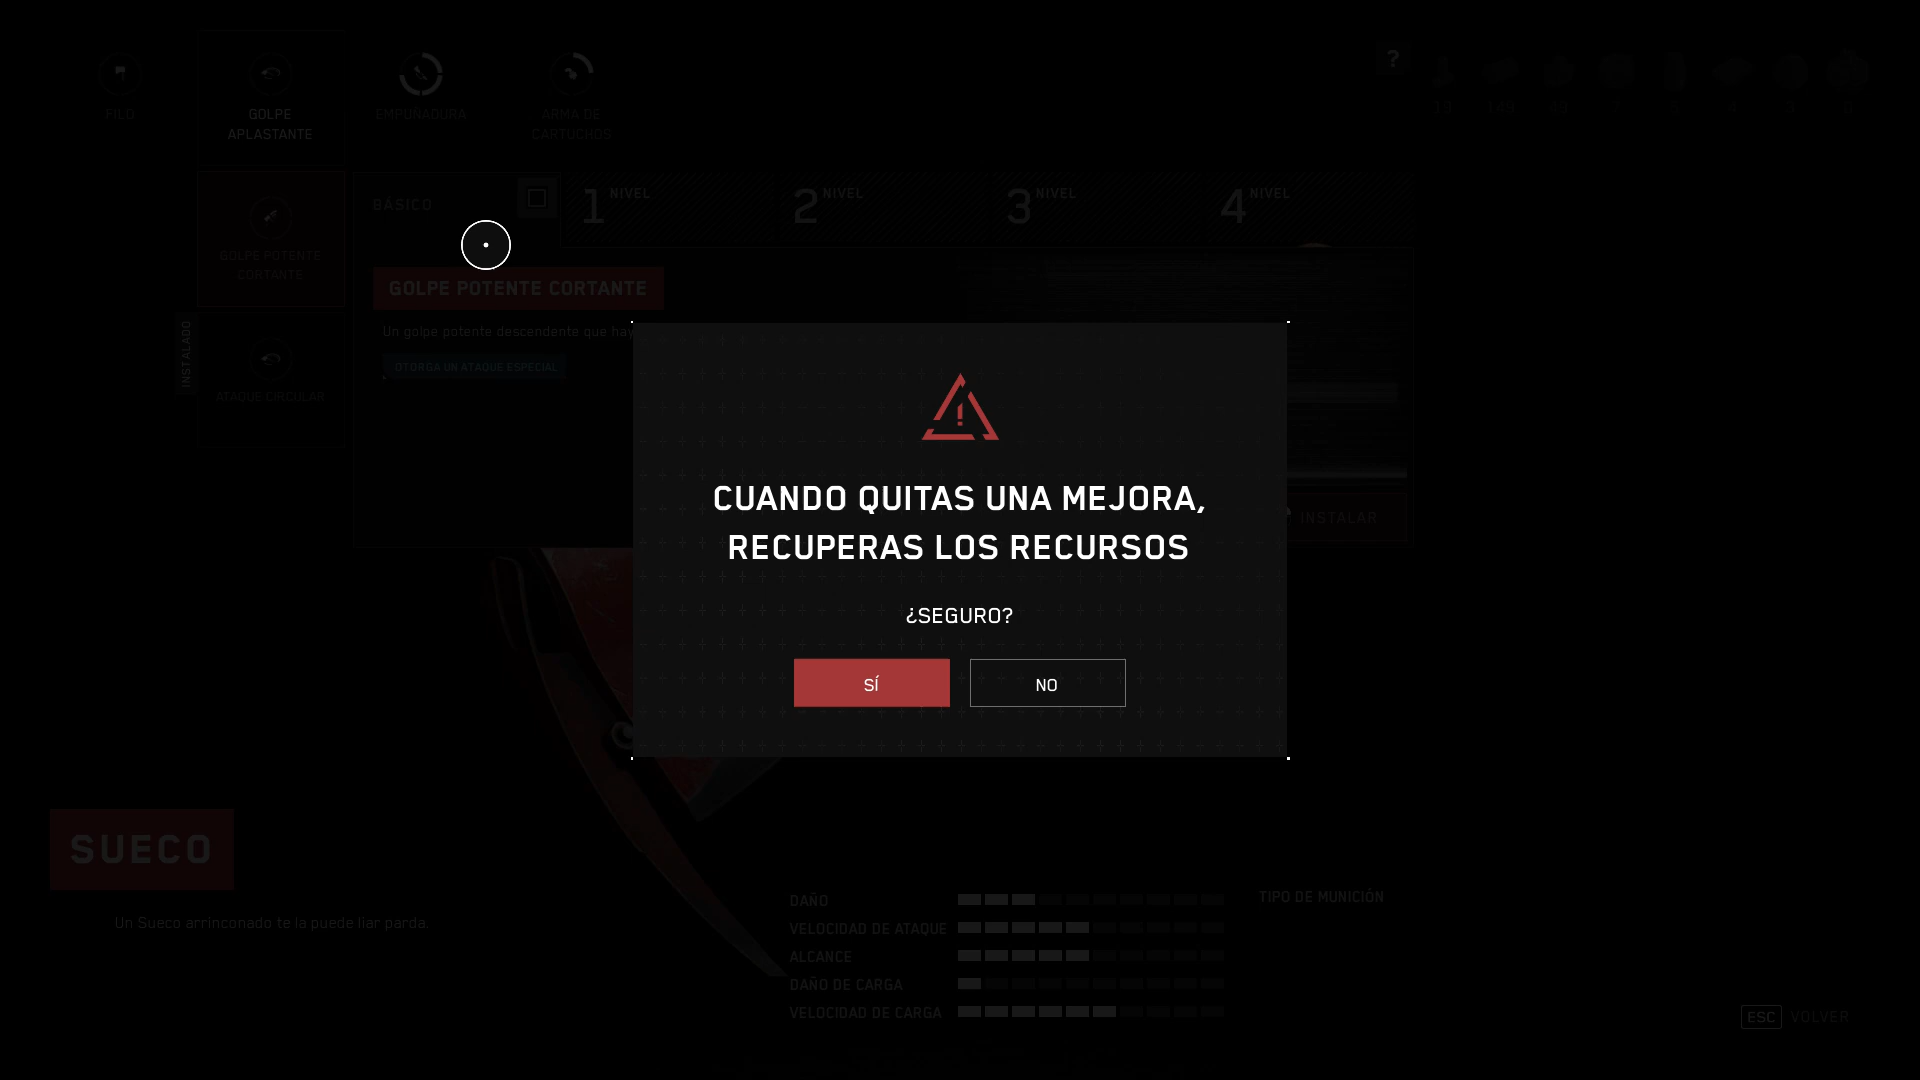 FILO
GOLPE
APLASTANTE
EMPUÑADURA
ARMA DE
CARTUCHOS
?
BÁSICO
1 NIVEL
2 NIVEL
3 NIVEL
4 NIVEL
GOLPE POTENTE
CORTANTE
GOLPE POTENTE CORTANTE
Un golpe potente descendente que hay
OTORGA UN ATAQUE ESPECIAL
INSTALADO
ATAQUE CIRCULAR
INSTALAR
CUANDO QUITAS UNA MEJORA,
RECUPERAS LOS RECURSOS
¿SEGURO?
SÍ
NO
SUECO
Un Sueco arrinconado te la puede liar parda.
DAÑO
VELOCIDAD DE ATAQUE
ALCANCE
DAÑO DE CARGA
VELOCIDAD DE CARGA
TIPO DE MUNICIÓN
ESC VOLVER